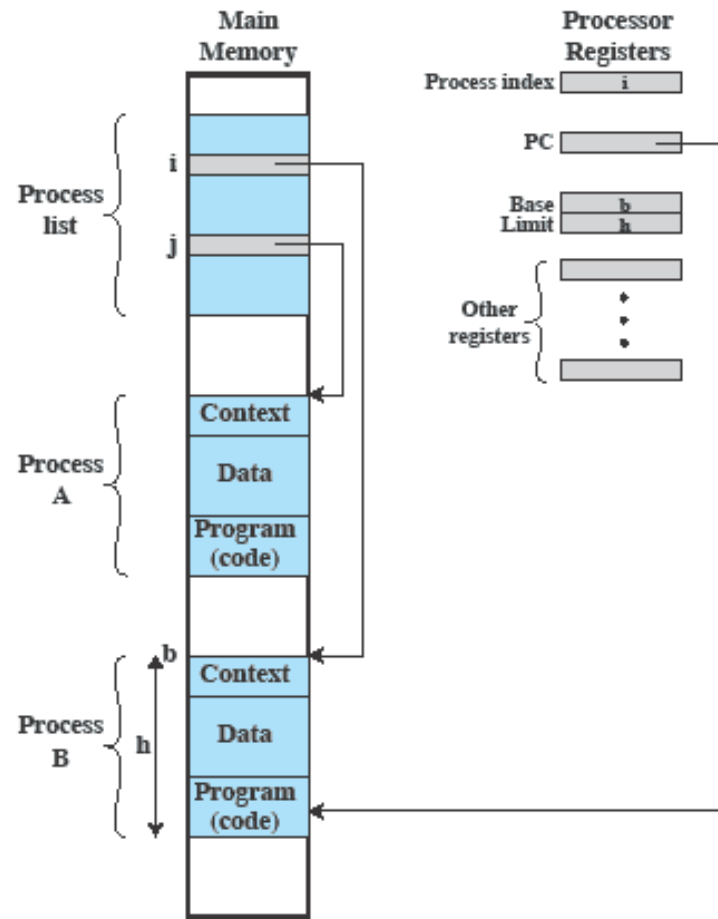 Main
Memory
Processor
Registers
Process index
i
PC
Base
b
Limit
h
Other
registers
Process
list
i
j
Process
A
Context
Data
Program
(code)
Process
B
b
h
Context
Data
Program
(code)